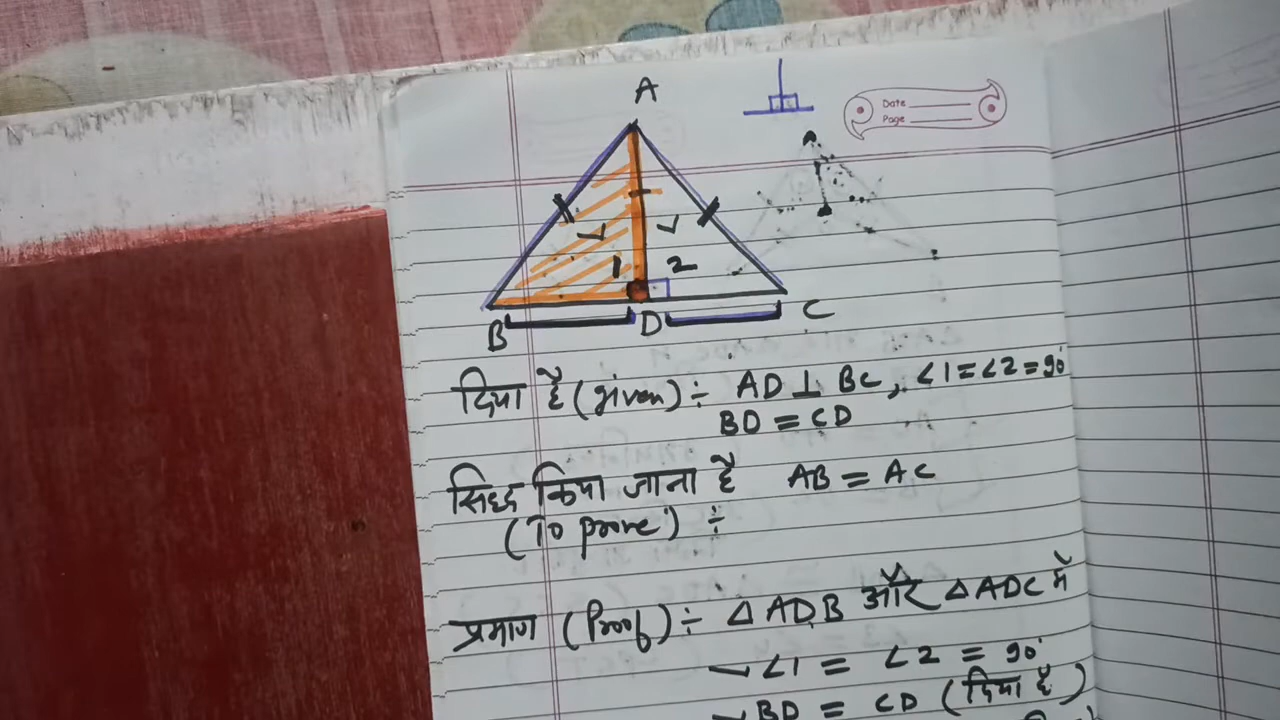 A
Date
Page
1 2
B D C
दिया है (given) ÷ AD ⊥ BC, ∠1 = ∠2 = 90°
BD = CD
सिध्द किया जाना है AB = AC
(To prove) ÷
प्रमाण (Proof) ÷ △ADB और △ADC में
∠1 = ∠2 = 90°
BD = CD (दिया है)